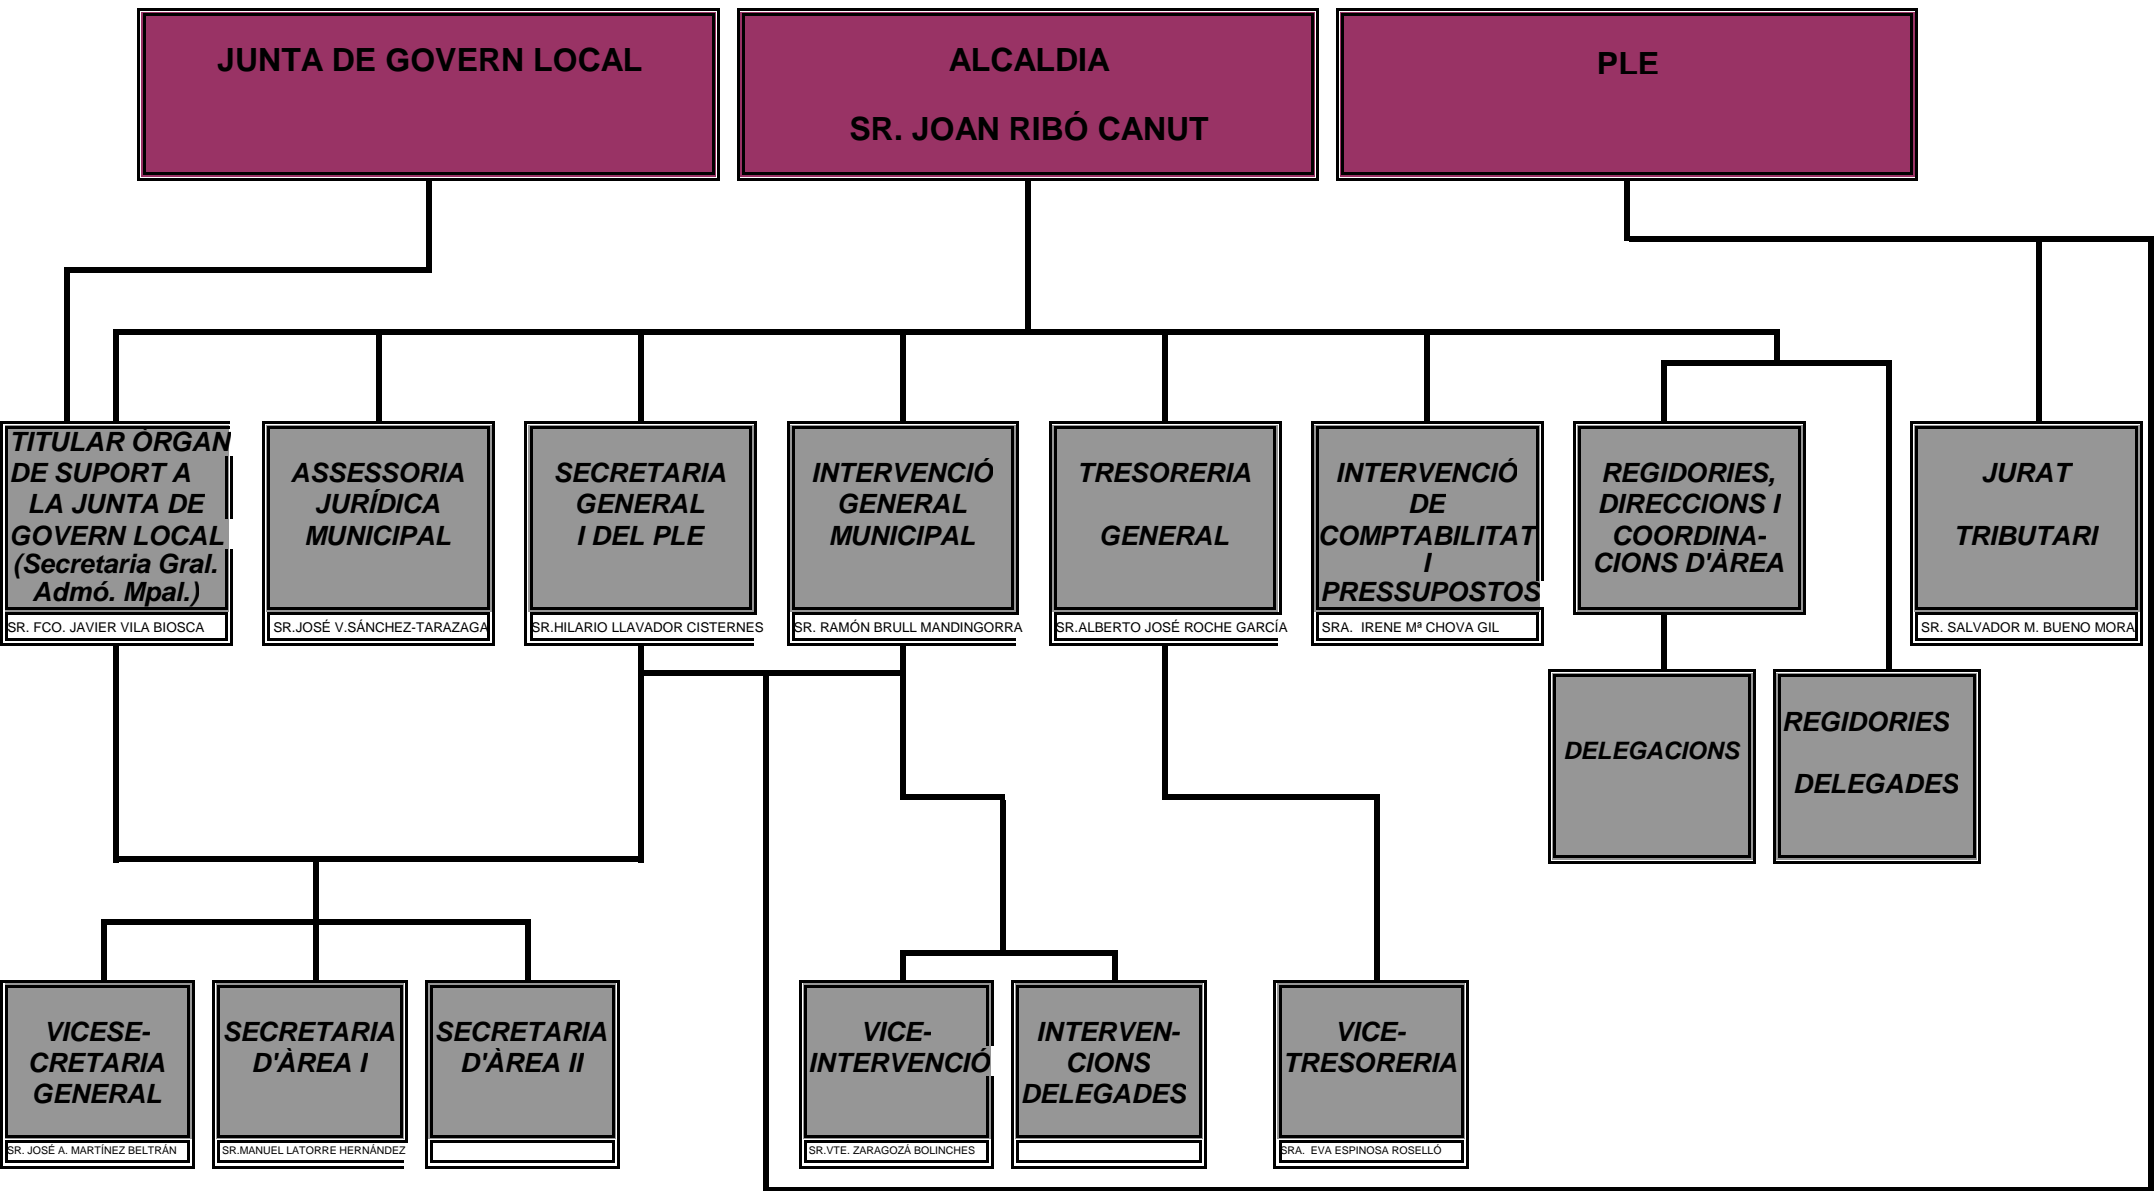 JUNTA DE GOVERN LOCAL
ALCALDIA
SR. JOAN RIBÓ CANUT
PLE
TITULAR ÒRGAN
DE SUPORT A
LA JUNTA DE
GOVERN LOCAL
(Secretaria Gral.
Admó. Mpal.)
SR. FCO. JAVIER VILA BIOSCA
ASSESSORIA
JURÍDICA
MUNICIPAL
SR.JOSÉ V.SÁNCHEZ-TARAZAGA
SECRETARIA
GENERAL
I DEL PLE
SR.HILARIO LLAVADOR CISTERNES
INTERVENCIÓ
GENERAL
MUNICIPAL
SR. RAMÓN BRULL MANDINGORRA
TRESORERIA
GENERAL
SR.ALBERTO JOSÉ ROCHE GARCÍA
INTERVENCIÓ
DE
COMPTABILITAT
I
PRESSUPOSTOS
SRA. IRENE Mª CHOVA GIL
REGIDORIES,
DIRECCIONS I
COORDINA-
CIONS D'ÀREA
JURAT
TRIBUTARI
SR. SALVADOR M. BUENO MORA
DELEGACIONS
REGIDORIES
DELEGADES
VICESE-
CRETARIA
GENERAL
SR. JOSÉ A. MARTÍNEZ BELTRÁN
SECRETARIA
D'ÀREA I
SR.MANUEL LATORRE HERNÁNDEZ
SECRETARIA
D'ÀREA II
VICE-
INTERVENCIÓ
SR.VTE. ZARAGOZÁ BOLINCHES
INTERVEN-
CIONS
DELEGADES
VICE-
TRESORERIA
SRA. EVA ESPINOSA ROSELLÓ